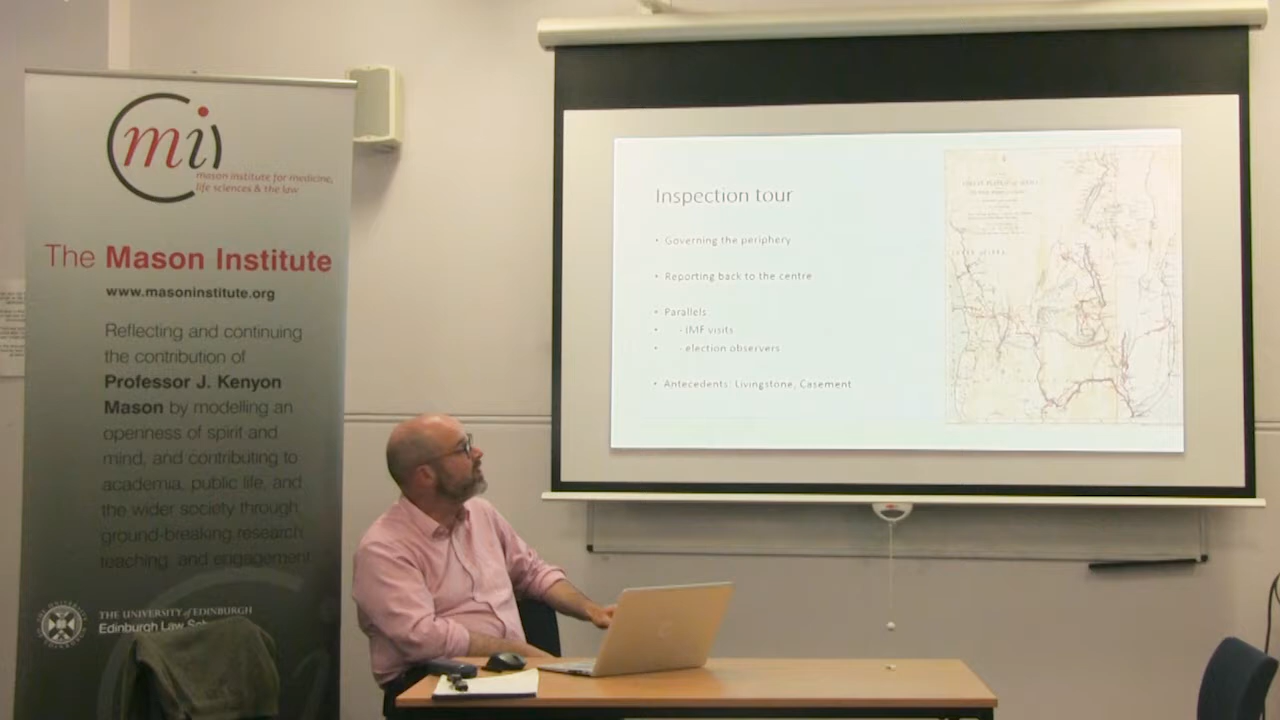 mi
mason institute for medicine,
life sciences & the law
The Mason Institute
www.masoninstitute.org
Reflecting and continuing
the contribution of
Professor J. Kenyon
Mason by modelling an
openness of spirit and
mind, and contributing to
academia, public life, and
the wider society through
ground-breaking research,
teaching, and engagement
THE UNIVERSITY of EDINBURGH
Edinburgh Law
Inspection tour
• Governing the periphery
• Reporting back to the centre
• Parallels
• - IMF visits
• - election observers
• Antecedents: Livingstone, Casement